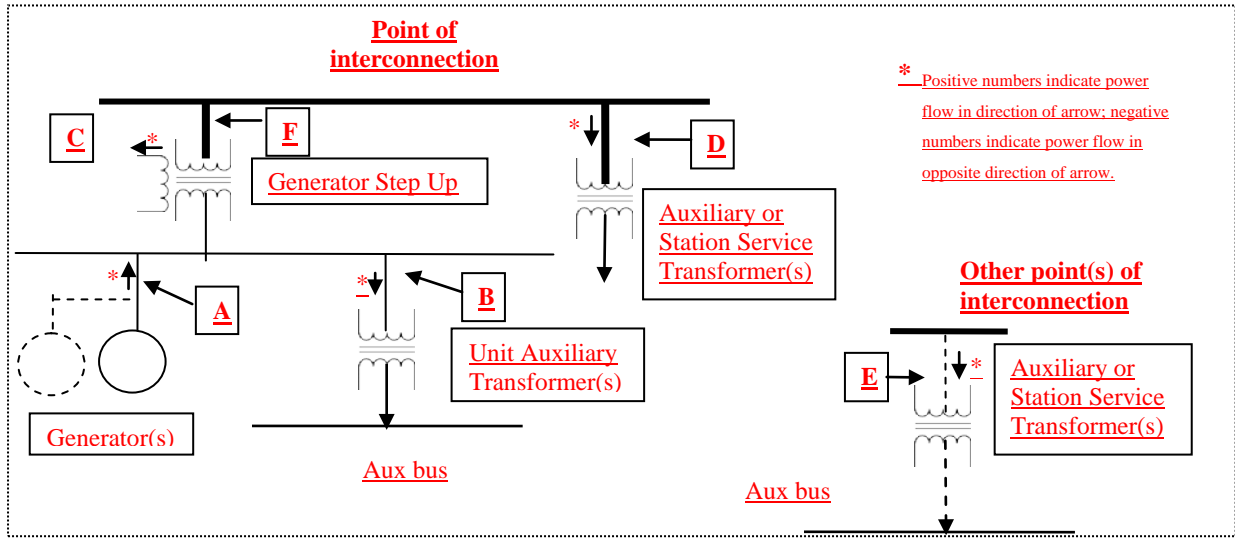 Point of
interconnection
* Positive numbers indicate power
flow in direction of arrow; negative
numbers indicate power flow in
opposite direction of arrow.
C
*
F
*
D
Generator Step Up
Auxiliary or
Station Service
Transformer(s)
*
A
*
B
Unit Auxiliary
Transformer(s)
Generator(s)
Aux bus
Other point(s) of
interconnection
E
*
Auxiliary or
Station Service
Transformer(s)
Aux bus